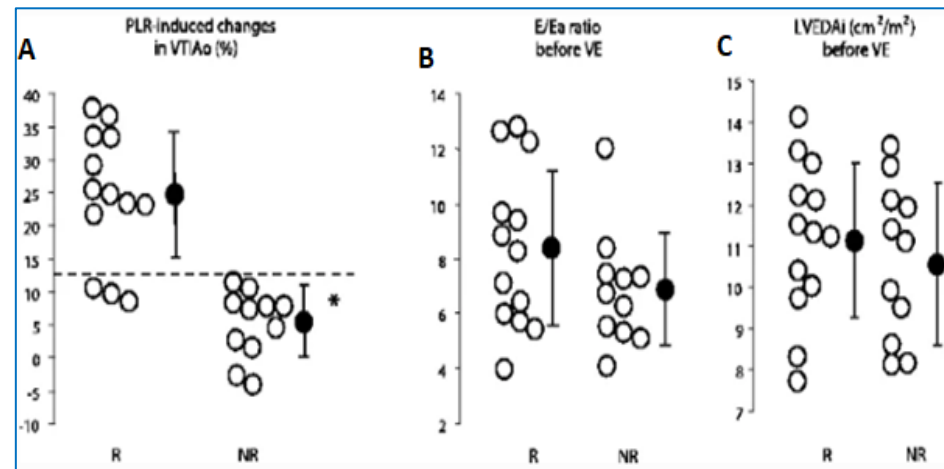 A
PLR-induced changes
in VTIAo (%)
40
35
30
25
20
15
10
5
0
-5
-10
*
R
NR
B
E/Ea ratio
before VE
14
12
10
8
6
4
2
R
NR
C
LVEDAi (cm²/m²)
before VE
15
14
13
12
11
10
9
8
7
R
NR